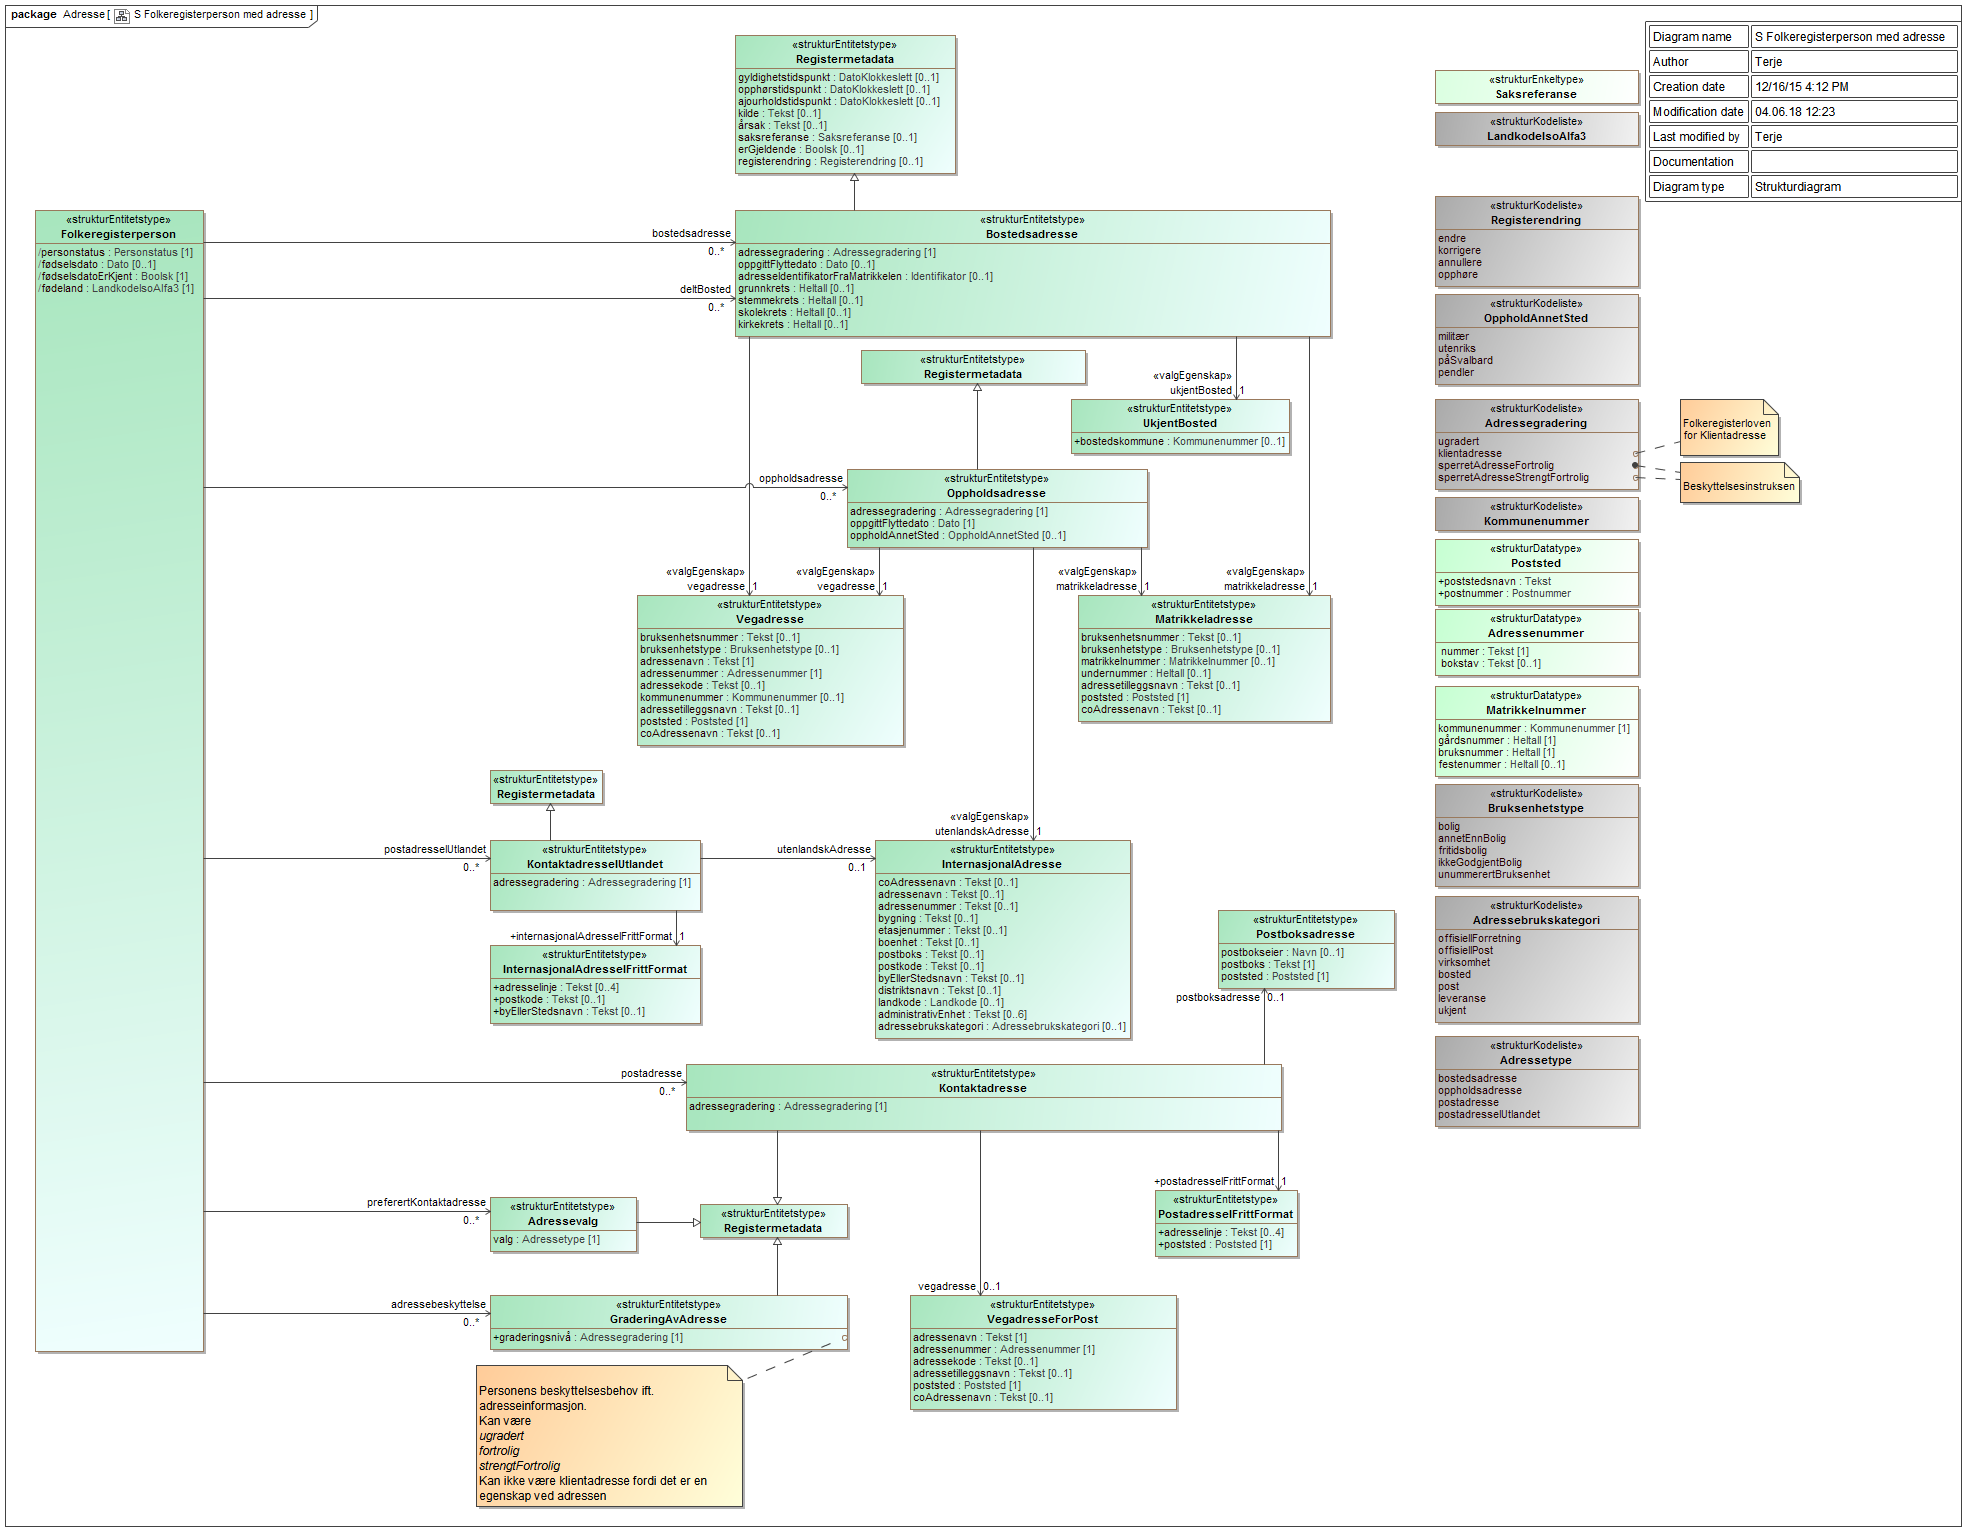 package Adresse [ S Folkeregisterperson med adresse ]
Diagram name S Folkeregisterperson med adresse
Author Terje
Creation date 12/16/15 4:12 PM
Modification date 04.06.18 12:23
Last modified by Terje
Documentation
Diagram type Strukturdiagram
«strukturEntitetstype»
Registermetadata
gyldighetstidspunkt : DatoKlokkeslett [0..1]
opphørstidspunkt : DatoKlokkeslett [0..1]
ajourholdstidspunkt : DatoKlokkeslett [0..1]
kilde : Tekst [0..1]
årsak : Tekst [0..1]
saksreferanse : Saksreferanse [0..1]
erGjeldende : Boolsk [0..1]
registerendring : Registerendring [0..1]
«strukturEntitetstype»
Folkeregisterperson
/personstatus : Personstatus [1]
/fødselsdato : Dato [0..1]
/fødselsdatoErKjent : Boolsk [1]
/fødeland : LandkodeIsoAlfa3 [1]
bostedsadresse
0..*
deltBosted
0..*
«strukturEntitetstype»
Bostedsadresse
adressegradering : Adressegradering [1]
oppgittFlyttedato : Dato [0..1]
adresseIdentifikatorFraMatrikkelen : Identifikator [0..1]
grunnkrets : Heltall [0..1]
stemmekrets : Heltall [0..1]
skolekrets : Heltall [0..1]
kirkekrets : Heltall [0..1]
«strukturEntitetstype»
Registermetadata
«valgEgenskap»
ukjentBosted 1
«strukturEntitetstype»
UkjentBosted
+bostedskommune : Kommunenummer [0..1]
oppholdsadresse
0..*
«strukturEntitetstype»
Oppholdsadresse
adressegradering : Adressegradering [1]
oppgittFlyttedato : Dato [1]
oppholdAnnetSted : OppholdAnnetSted [0..1]
«valgEgenskap»
vegadresse 1
«valgEgenskap»
vegadresse 1
«valgEgenskap»
matrikkeladresse 1
«valgEgenskap»
matrikkeladresse 1
«strukturEntitetstype»
Vegadresse
bruksenhetsnummer : Tekst [0..1]
bruksenhetstype : Bruksenhetstype [0..1]
adressenavn : Tekst [1]
adressenummer : Adressenummer [1]
adressekode : Tekst [0..1]
kommunenummer : Kommunenummer [0..1]
adressetilleggsnavn : Tekst [0..1]
poststed : Poststed [1]
coAdressenavn : Tekst [0..1]
«strukturEntitetstype»
Matrikkeladresse
bruksenhetsnummer : Tekst [0..1]
bruksenhetstype : Bruksenhetstype [0..1]
matrikkelnummer : Matrikkelnummer [0..1]
undernummer : Heltall [0..1]
adressetilleggsnavn : Tekst [0..1]
poststed : Poststed [1]
coAdressenavn : Tekst [0..1]
«strukturEntitetstype»
Registermetadata
postadresseIUtlandet
0..*
«strukturEntitetstype»
KontaktadresseIUtlandet
adressegradering : Adressegradering [1]
utenlandskAdresse
0..1
«valgEgenskap»
utenlandskAdresse 1
«strukturEntitetstype»
InternasjonalAdresse
coAdressenavn : Tekst [0..1]
adressenavn : Tekst [0..1]
adressenummer : Tekst [0..1]
bygning : Tekst [0..1]
etasjenummer : Tekst [0..1]
boenhet : Tekst [0..1]
postboks : Tekst [0..1]
postkode : Tekst [0..1]
byEllerStedsnavn : Tekst [0..1]
distriktsnavn : Tekst [0..1]
landkode : Landkode [0..1]
administrativEnhet : Tekst [0..6]
adressebrukskategori : Adressebrukskategori [0..1]
+internasjonalAdresseIFrittFormat 1
«strukturEntitetstype»
InternasjonalAdresseIFrittFormat
+adresselinje : Tekst [0..4]
+postkode : Tekst [0..1]
+byEllerStedsnavn : Tekst [0..1]
«strukturEntitetstype»
Postboksadresse
postbokseier : Navn [0..1]
postboks : Tekst [1]
poststed : Poststed [1]
postboksadresse 0..1
postadresse
0..*
«strukturEntitetstype»
Kontaktadresse
adressegradering : Adressegradering [1]
+postadresseIFrittFormat 1
«strukturEntitetstype»
PostadresseIFrittFormat
+adresselinje : Tekst [0..4]
+poststed : Poststed [1]
preferertKontaktadresse
0..*
«strukturEntitetstype»
Adressevalg
valg : Adressetype [1]
«strukturEntitetstype»
Registermetadata
vegadresse 0..1
«strukturEntitetstype»
VegadresseForPost
adressenavn : Tekst [1]
adressenummer : Adressenummer [1]
adressekode : Tekst [0..1]
adressetilleggsnavn : Tekst [0..1]
poststed : Poststed [1]
coAdressenavn : Tekst [0..1]
adressebeskyttelse
0..*
«strukturEntitetstype»
GraderingAvAdresse
+graderingsnivå : Adressegradering [1]
Personens beskyttelsesbehov ift.
adresseinformasjon.
Kan være
ugradert
fortrolig
strengtFortrolig
Kan ikke være klientadresse fordi det er en
egenskap ved adressen
«strukturEnkeltype»
Saksreferanse
«strukturKodeliste»
LandkodeIsoAlfa3
«strukturKodeliste»
Registerendring
endre
korrigere
annullere
opphøre
«strukturKodeliste»
OppholdAnnetSted
militær
utenriks
påSvalbard
pendler
«strukturKodeliste»
Adressegradering
ugradert
klientadresse
sperretAdresseFortrolig
sperretAdresseStrengtFortrolig
Folkeregisterloven
for Klientadresse
Beskyttelsesinstruksen
«strukturKodeliste»
Kommunenummer
«strukturDatatype»
Poststed
+poststedsnavn : Tekst
+postnummer : Postnummer
«strukturDatatype»
Adressenummer
nummer : Tekst [1]
bokstav : Tekst [0..1]
«strukturDatatype»
Matrikkelnummer
kommunenummer : Kommunenummer [1]
gårdsnummer : Heltall [1]
bruksnummer : Heltall [1]
festenummer : Heltall [0..1]
«strukturKodeliste»
Bruksenhetstype
bolig
annetEnnBolig
fritidsbolig
ikkeGodgjentBolig
unummerertBruksenhet
«strukturKodeliste»
Adressebrukskategori
offisiellForretning
offisiellPost
virksomhet
bosted
post
leveranse
ukjent
«strukturKodeliste»
Adressetype
bostedsadresse
oppholdsadresse
postadresse
postadresseIUtlandet